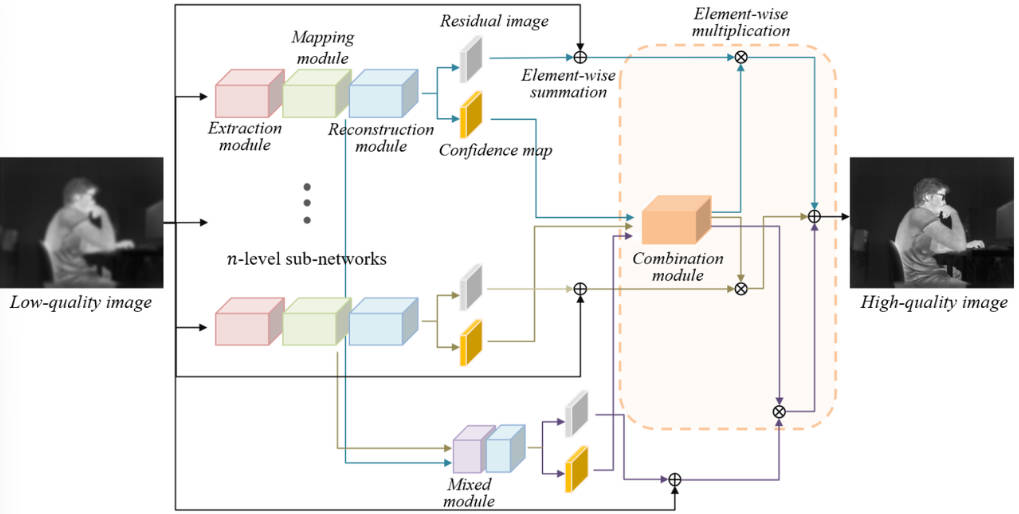 Residual image
Element-wise
multiplication
Mapping
module
Element-wise
summation
Extraction
module
Reconstruction
module
Confidence map
n-level sub-networks
Combination
module
Low-quality image
High-quality image
Mixed
module